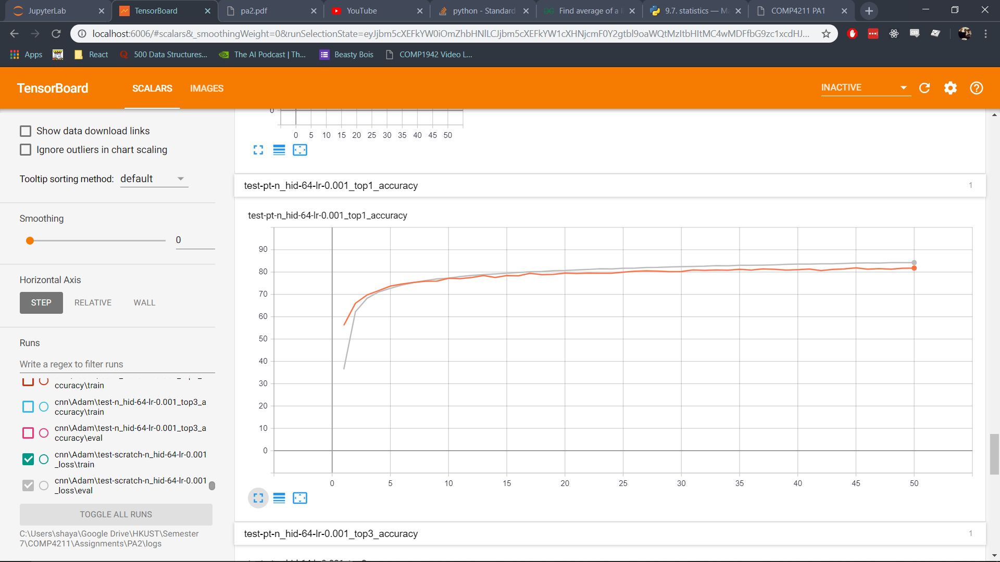 JupyterLab
TensorBoard
pa2.pdf
YouTube
python - Standard
Find average of a l
9.7. statistics — Ma
COMP4211 PA1
Apps
React
500 Data Structures...
The AI Podcast | Th...
Beasty Bois
COMP1942 Video L...
TensorBoard
SCALARS
IMAGES
INACTIVE
Show data download links
Ignore outliers in chart scaling
Tooltip sorting method: default
Smoothing
0
Horizontal Axis
STEP RELATIVE WALL
Runs
Write a regex to filter runs
ccuracy\train
cnn\Adam\test-n_hid-64-lr-0.001_top3_a
ccuracy\train
cnn\Adam\test-n_hid-64-lr-0.001_top3_a
ccuracy\eval
cnn\Adam\test-scratch-n_hid-64-lr-0.001
_loss\train
cnn\Adam\test-scratch-n_hid-64-lr-0.001
_loss\eval
TOGGLE ALL RUNS
C:\Users\shaya\Google Drive\HKUST\Semester
7\COMP4211\Assignments\PA2\logs
0
0 5 10 15 20 25 30 35 40 45 50
test-pt-n_hid-64-lr-0.001_top1_accuracy
1
test-pt-n_hid-64-lr-0.001_top1_accuracy
90
80
70
60
50
40
30
20
10
0
0 5 10 15 20 25 30 35 40 45 50
test-pt-n_hid-64-lr-0.001_top3_accuracy
1